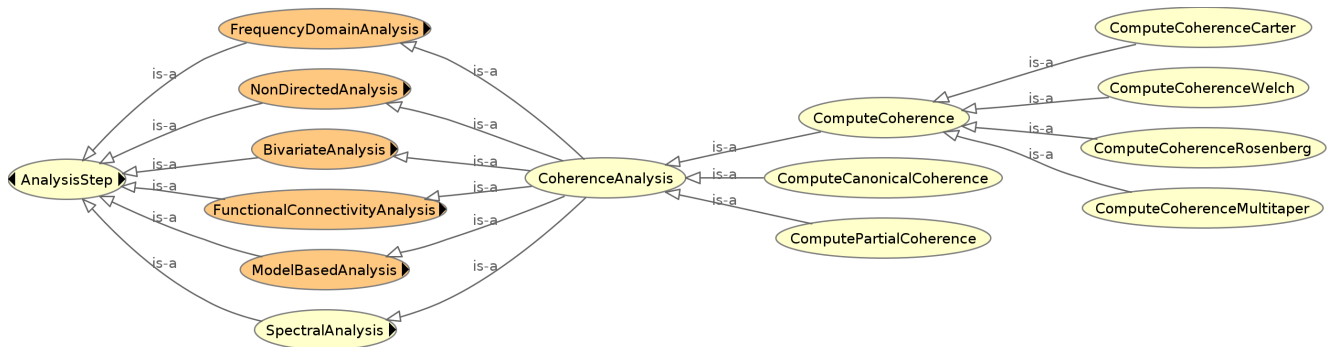 AnalysisStep
is-a
is-a
is-a
is-a
is-a
is-a
FrequencyDomainAnalysis
NonDirectedAnalysis
BivariateAnalysis
FunctionalConnectivityAnalysis
ModelBasedAnalysis
SpectralAnalysis
is-a
is-a
is-a
is-a
is-a
is-a
CoherenceAnalysis
is-a
is-a
is-a
ComputeCoherence
ComputeCanonicalCoherence
ComputePartialCoherence
is-a
is-a
is-a
is-a
ComputeCoherenceCarter
ComputeCoherenceWelch
ComputeCoherenceRosenberg
ComputeCoherenceMultitaper